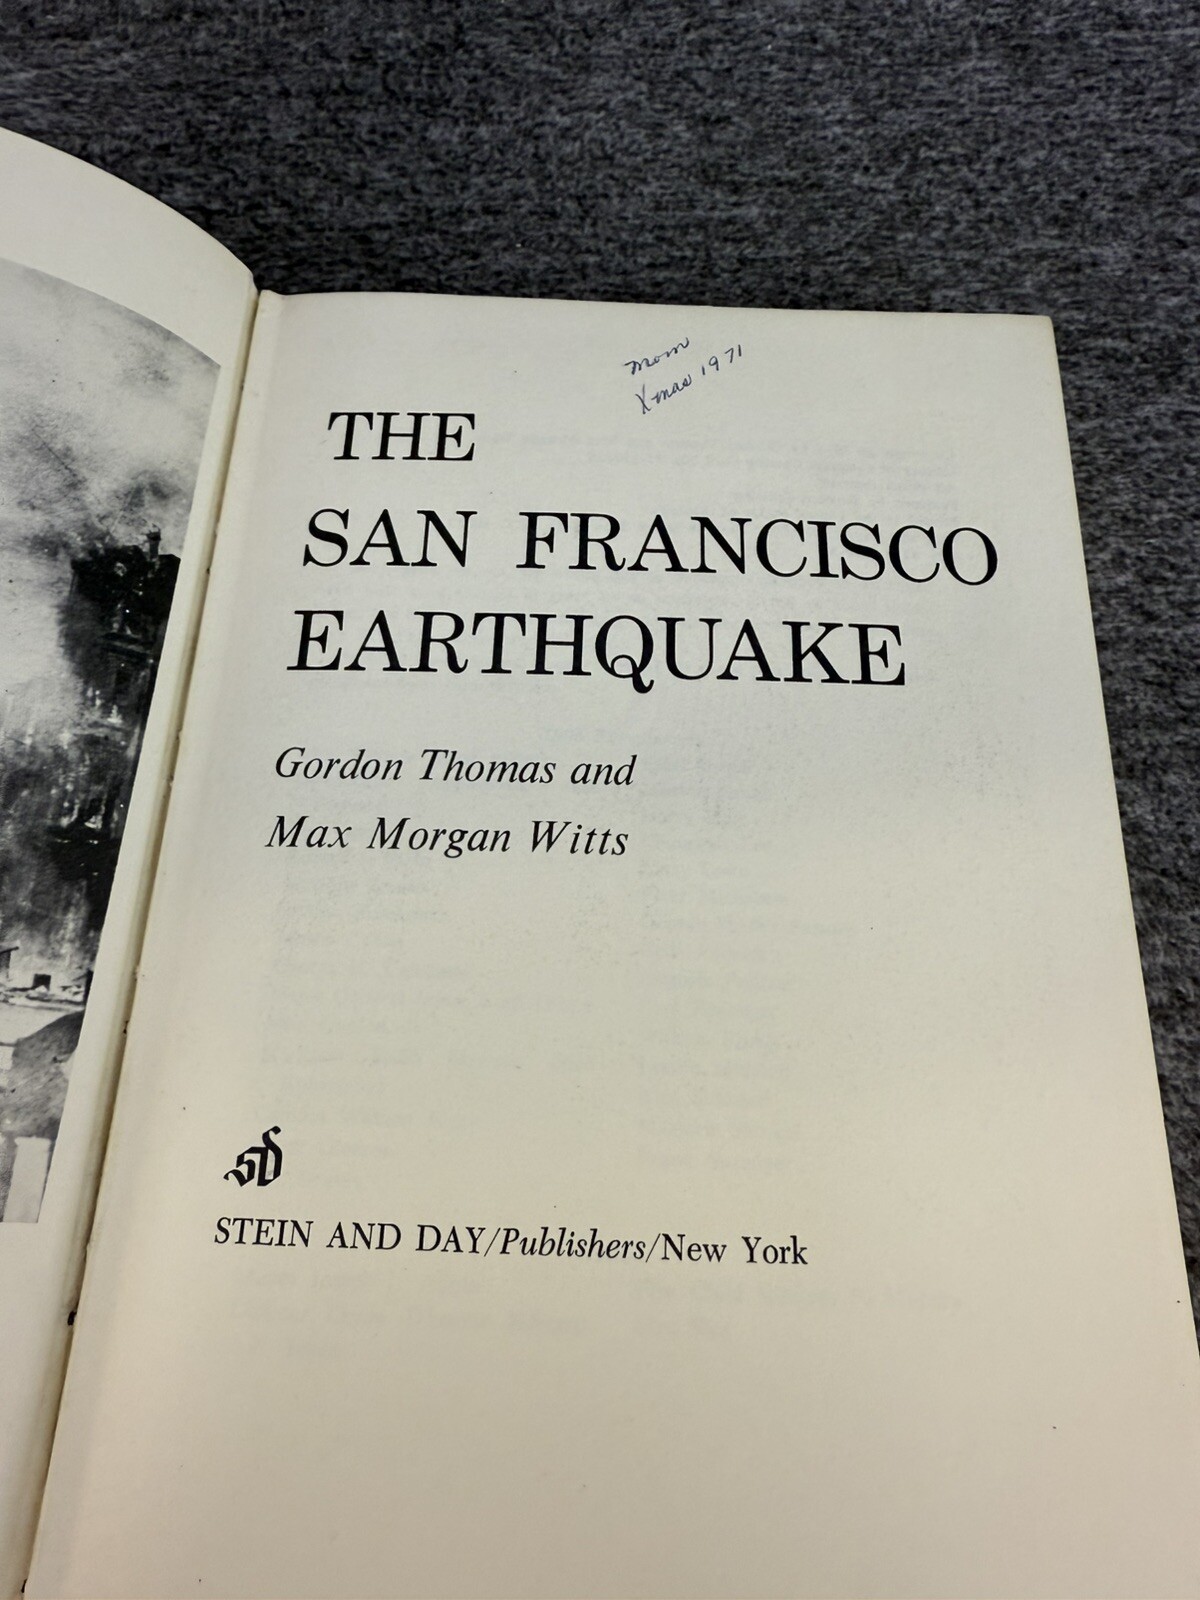 Mom
Xmas 1971
THE
SAN FRANCISCO
EARTHQUAKE
Gordon Thomas and
Max Morgan Witts
SD
STEIN AND DAY/Publishers/New York